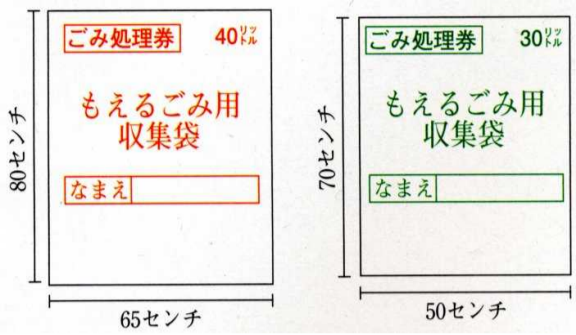 ごみ処理券 40リットル
もえるごみ用
収集袋
なまえ
80センチ
65センチ
ごみ処理券 30リットル
もえるごみ用
収集袋
なまえ
70センチ
50センチ